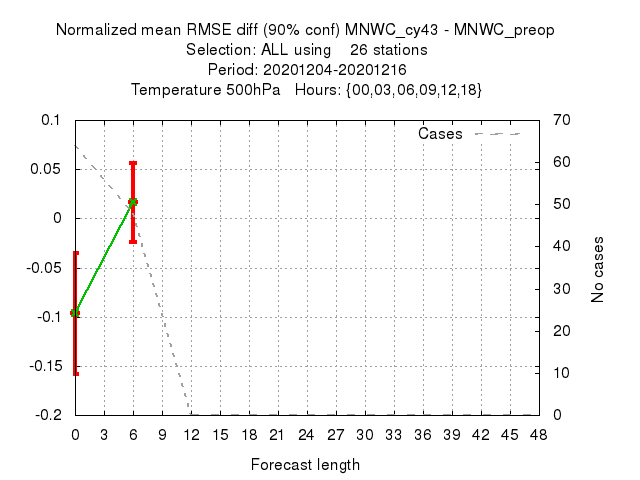 Normalized mean RMSE diff (90% conf) MNWC_cy43 - MNWC_preop
Selection: ALL using    26 stations
Period: 20201204-20201216
Temperature 500hPa   Hours: {00,03,06,09,12,18}
0.1
0.05
0
-0.05
-0.1
-0.15
-0.2
Cases
70
60
50
40
30
20
10
0
No cases
0 3 6 9 12 15 18 21 24 27 30 33 36 39 42 45 48
Forecast length